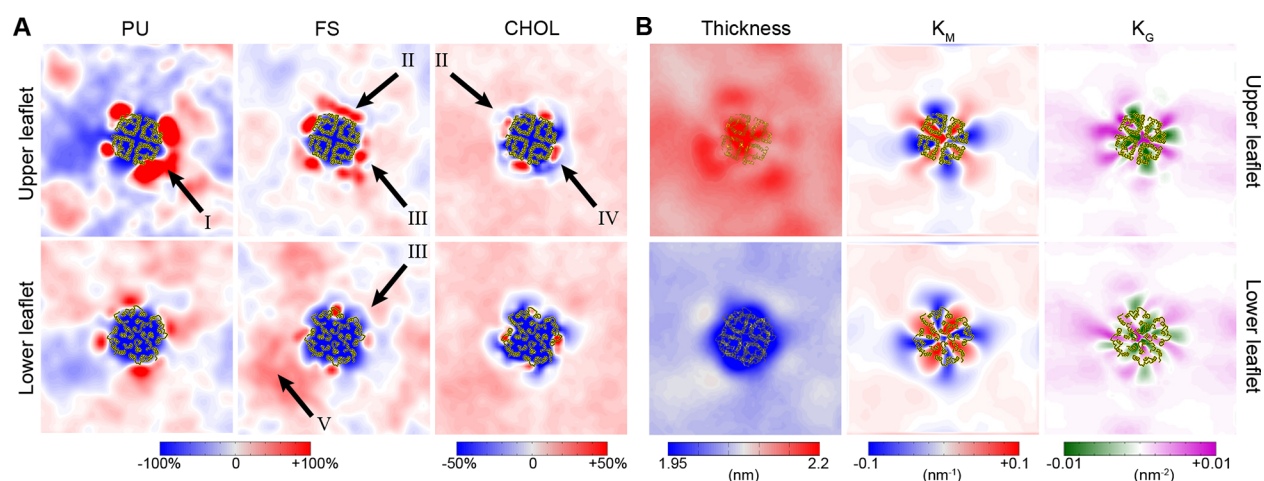 A PU FS CHOL B Thickness K_M K_G
Upper leaflet II II Upper leaflet
I III IV
Lower leaflet III Lower leaflet
V
-100% 0 +100% -50% 0 +50% 1.95 2.2 -0.1 +0.1 -0.01 +0.01
(nm) (nm⁻¹) (nm⁻²)